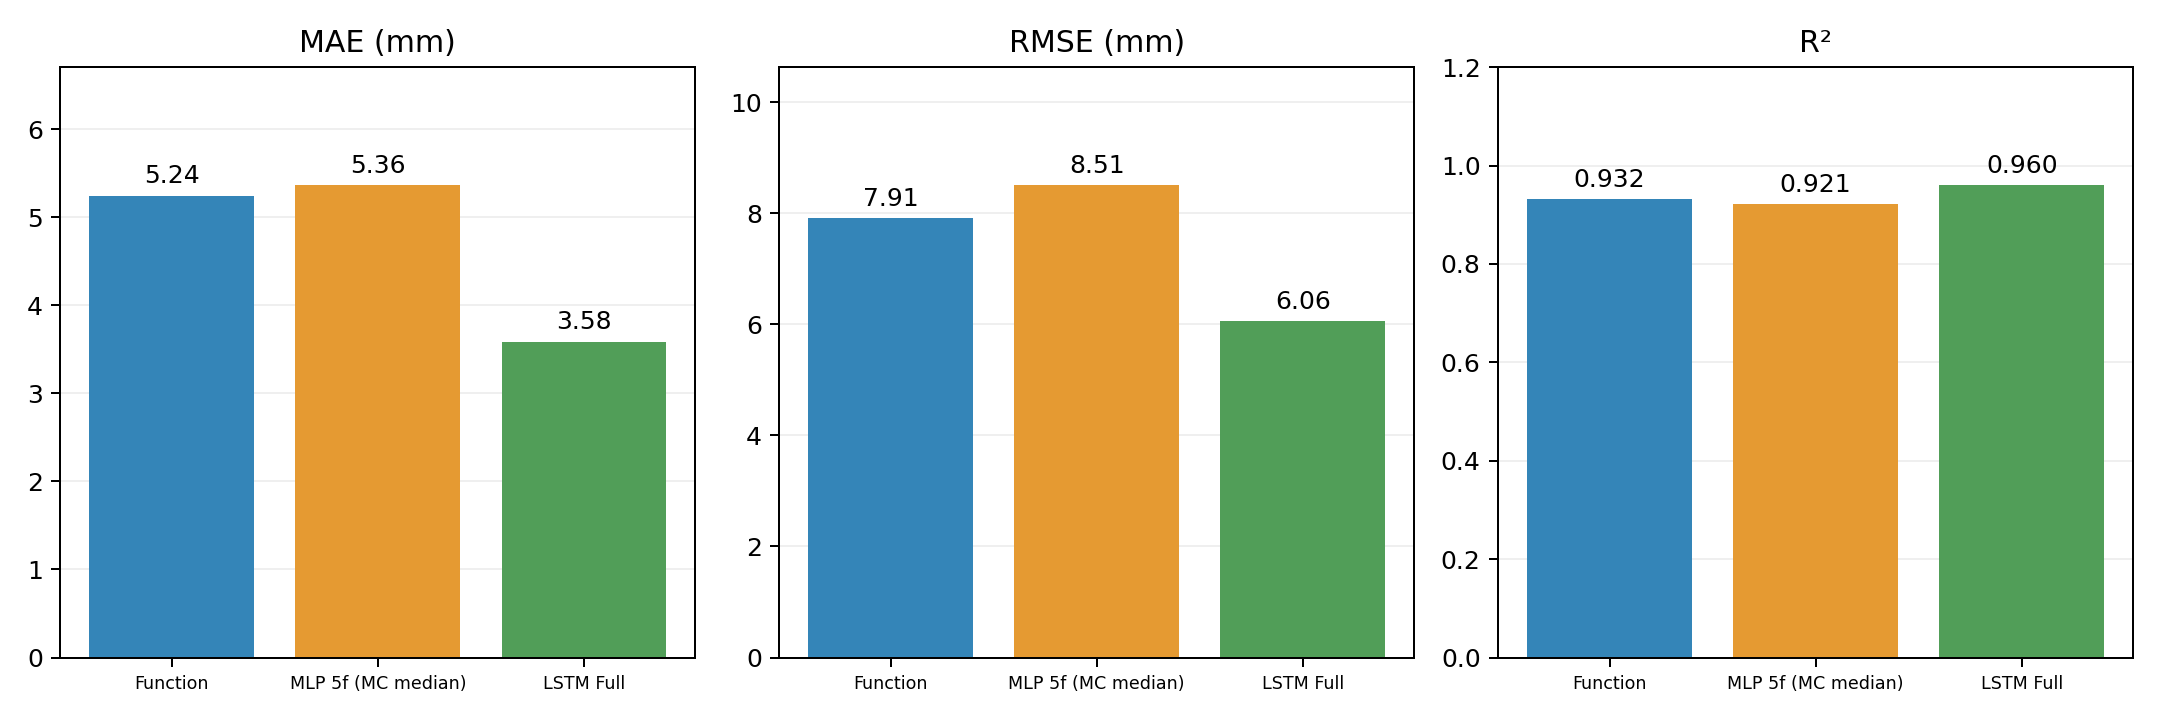 MAE (mm)
6
5
4
3
2
1
0
5.24
5.36
3.58
Function
MLP 5f (MC median)
LSTM Full
RMSE (mm)
10
8
6
4
2
0
7.91
8.51
6.06
Function
MLP 5f (MC median)
LSTM Full
R²
1.2
1.0
0.8
0.6
0.4
0.2
0.0
0.932
0.921
0.960
Function
MLP 5f (MC median)
LSTM Full